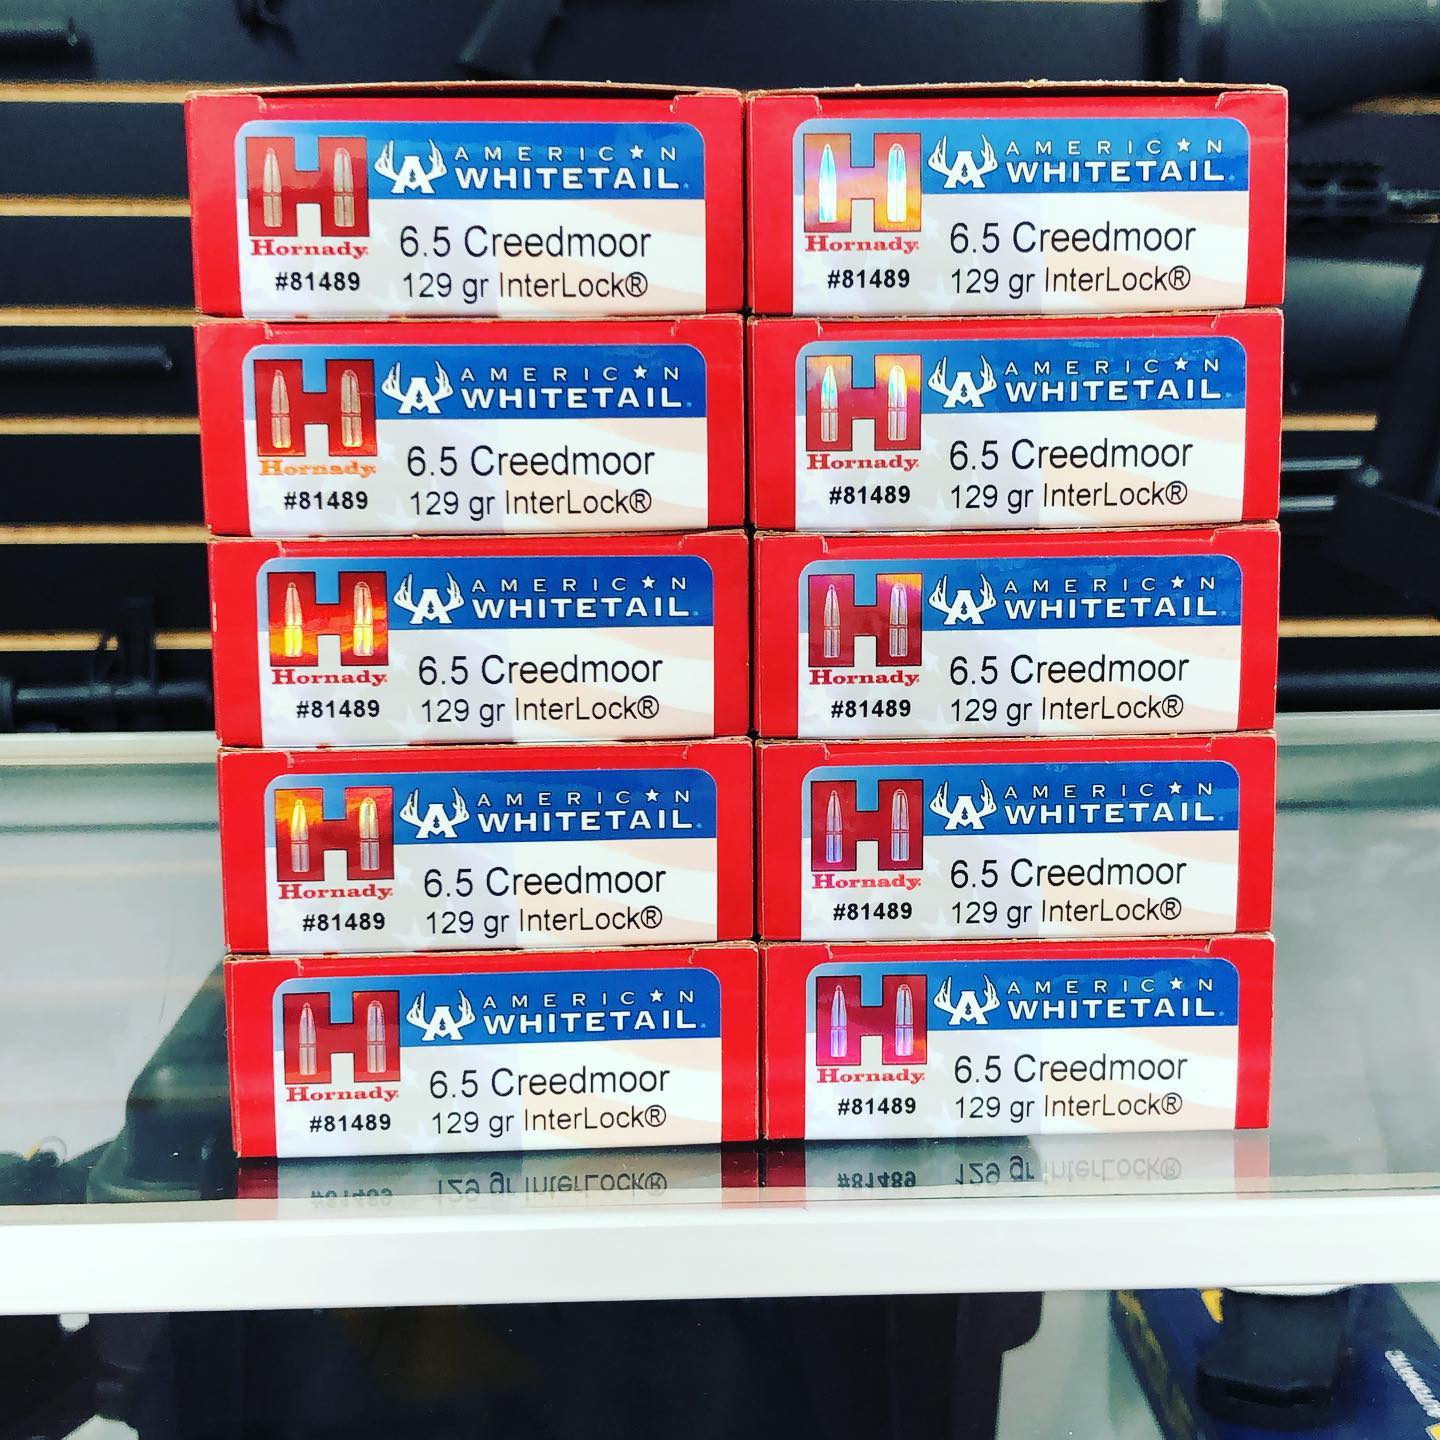 AMERICAN
WHITETAIL
Hornady
6.5 Creedmoor
#81489
129 gr InterLock®
AMERICAN
WHITETAIL
Hornady
6.5 Creedmoor
#81489
129 gr InterLock®
AMERICAN
WHITETAIL
Hornady
6.5 Creedmoor
#81489
129 gr InterLock®
AMERICAN
WHITETAIL
Hornady
6.5 Creedmoor
#81489
129 gr InterLock®
AMERICAN
WHITETAIL
Hornady
6.5 Creedmoor
#81489
129 gr InterLock®
AMERICAN
WHITETAIL
Hornady
6.5 Creedmoor
#81489
129 gr InterLock®
AMERICAN
WHITETAIL
Hornady
6.5 Creedmoor
#81489
129 gr InterLock®
AMERICAN
WHITETAIL
Hornady
6.5 Creedmoor
#81489
129 gr InterLock®
AMERICAN
WHITETAIL
Hornady
6.5 Creedmoor
#81489
129 gr InterLock®
AMERICAN
WHITETAIL
Hornady
6.5 Creedmoor
#81489
129 gr InterLock®